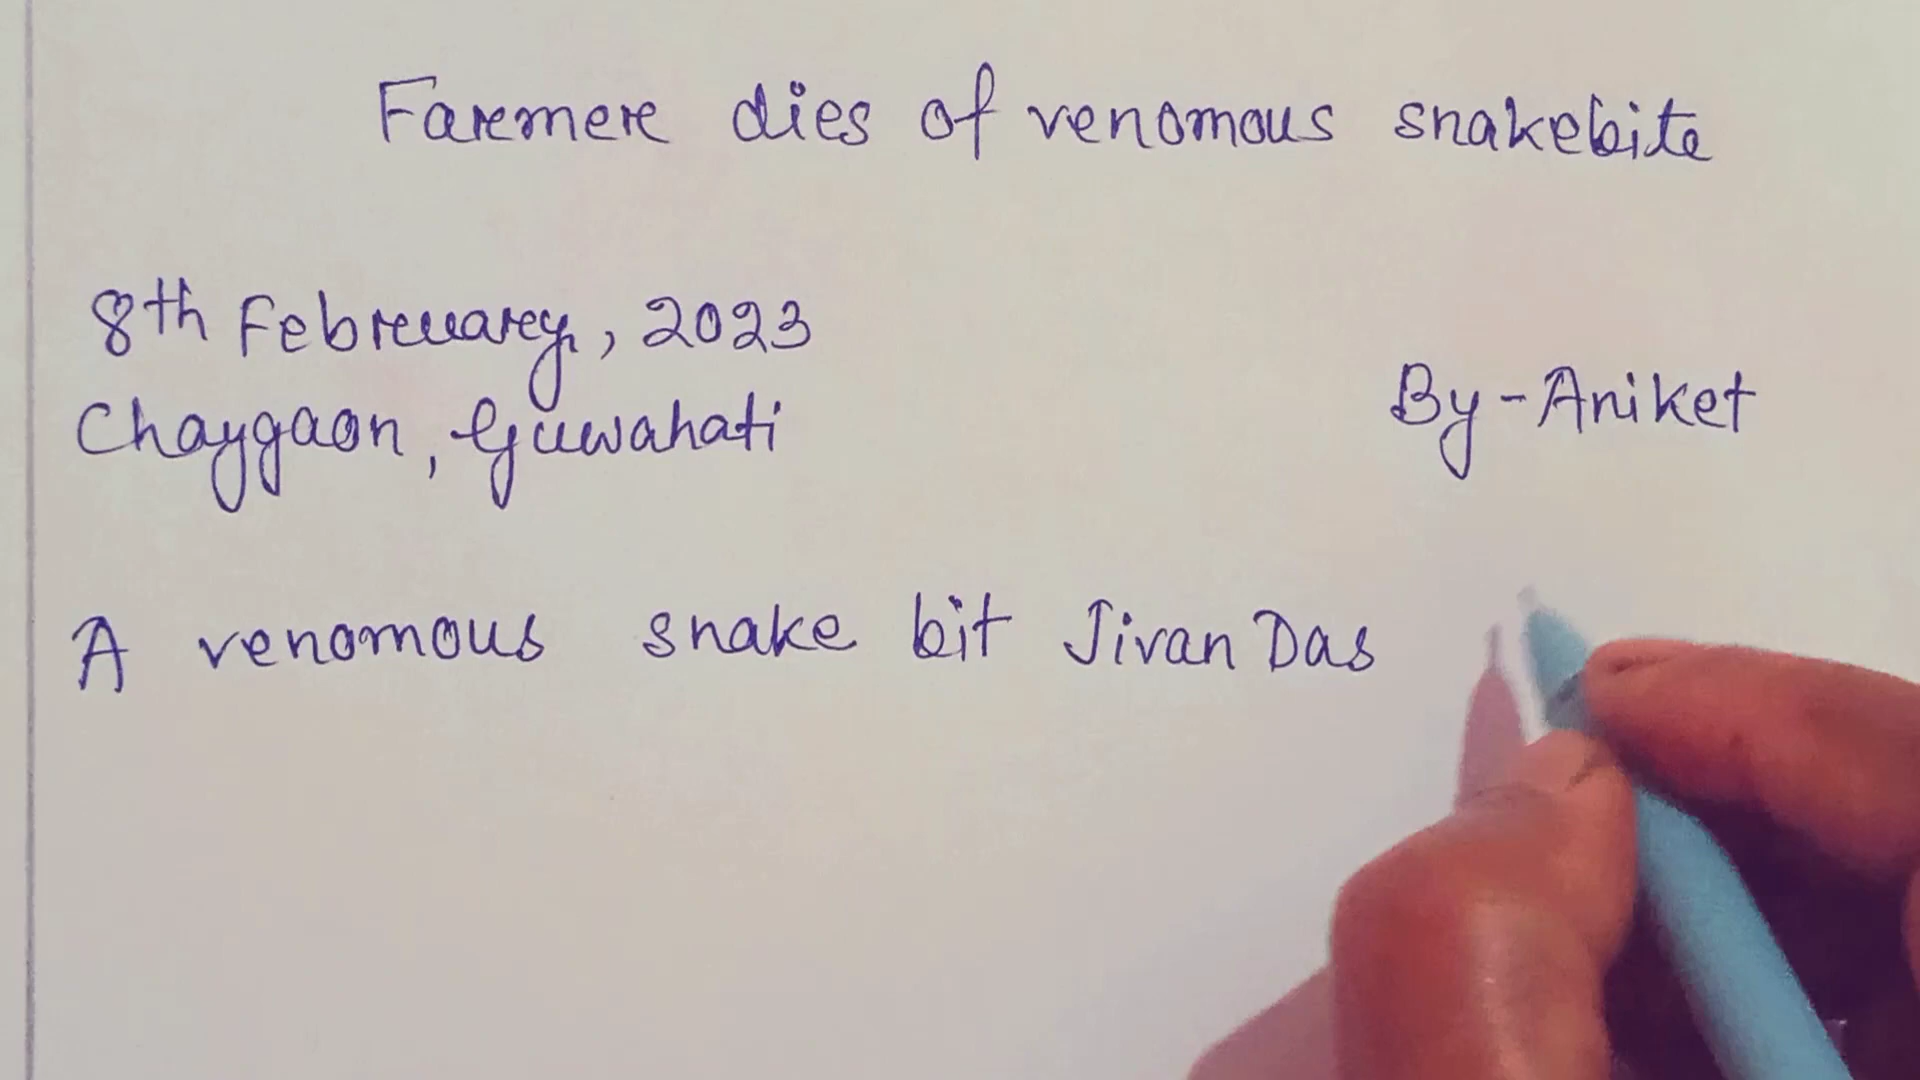 Farmer dies of venomous snakebite
8th February, 2023
Chaygaon, Guwahati
By-Aniket
A venomous snake bit Jivan Das